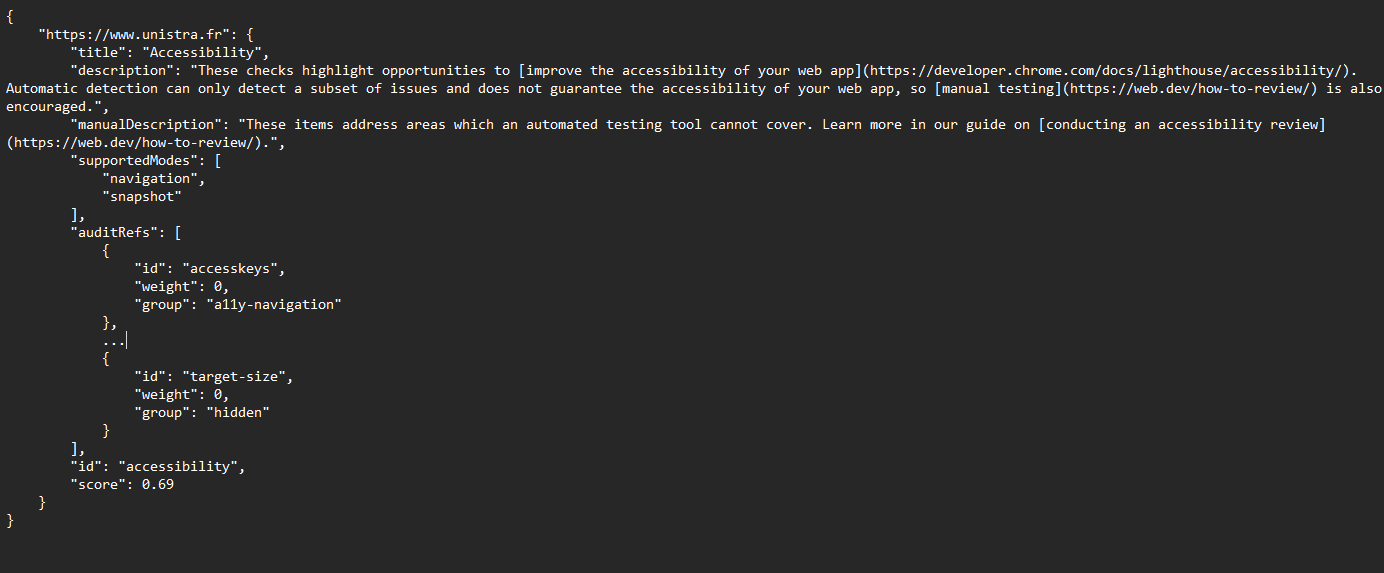 {
    "https://www.unistra.fr": {
        "title": "Accessibility",
        "description": "These checks highlight opportunities to [improve the accessibility of your web app](https://developer.chrome.com/docs/lighthouse/accessibility/).
Automatic detection can only detect a subset of issues and does not guarantee the accessibility of your web app, so [manual testing](https://web.dev/how-to-review/) is also
encouraged.",
        "manualDescription": "These items address areas which an automated testing tool cannot cover. Learn more in our guide on [conducting an accessibility review]
(https://web.dev/how-to-review/).",
        "supportedModes": [
            "navigation",
            "snapshot"
        ],
        "auditRefs": [
            {
                "id": "accesskeys",
                "weight": 0,
                "group": "a11y-navigation"
            },
            ...
            {
                "id": "target-size",
                "weight": 0,
                "group": "hidden"
            }
        ],
        "id": "accessibility",
        "score": 0.69
    }
}